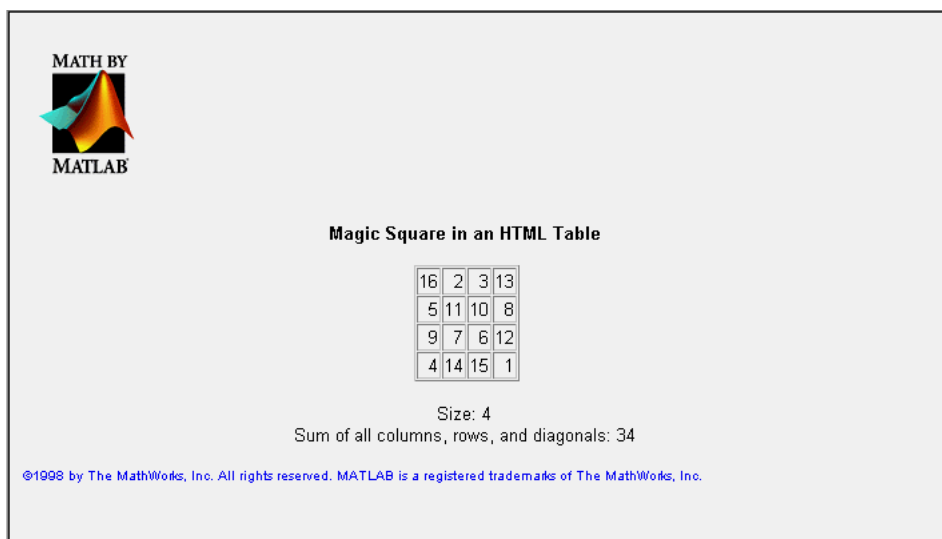 MATH BY
MATLAB
Magic Square in an HTML Table
16 2 3 13
5 11 10 8
9 7 6 12
4 14 15 1
Size: 4
Sum of all columns, rows, and diagonals: 34
©1998 by The MathWorks, Inc. All rights reserved. MATLAB is a registered trademarks of The MathWorks, Inc.